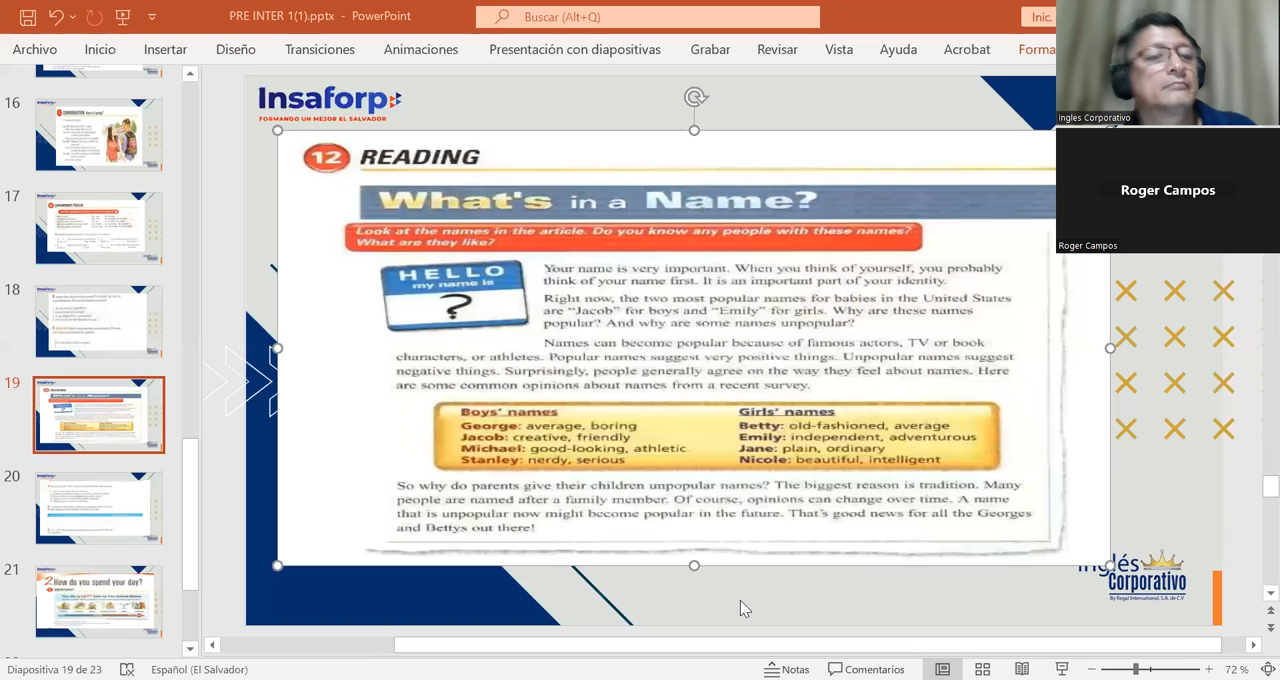 PRE INTER 1(1).pptx - PowerPoint
Buscar (Alt+Q)
Inic.
Archivo Inicio Insertar Diseño Transiciones Animaciones Presentación con diapositivas Grabar Revisar Vista Ayuda Acrobat Forma
Ingles Corporativo
Roger Campos
Roger Campos
16
17
18
19
20
21
2 How do you spend your day?
Insaforp
FORMANDO UN MEJOR EL SALVADOR
12 READING
What's in a Name?
Look at the names in the article. Do you know any people with these names?
What are they like?
HELLO
my name is
?
Your name is very important. When you think of yourself, you probably
think of your name first. It is an important part of your identity.
Right now, the two most popular names for babies in the United States
are “Jacob” for boys and “Emily” for girls. Why are these names
popular? And why are some names unpopular?
Names can become popular because of famous actors, TV or book
characters, or athletes. Popular names suggest very positive things. Unpopular names suggest
negative things. Surprisingly, people generally agree on the way they feel about names. Here
are some common opinions about names from a recent survey.
Boys' names
George: average, boring
Jacob: creative, friendly
Michael: good-looking, athletic
Stanley: nerdy, serious
Girls' names
Betty: old-fashioned, average
Emily: independent, adventurous
Jane: plain, ordinary
Nicole: beautiful, intelligent
So why do parents give their children unpopular names? The biggest reason is tradition. Many
people are named after a family member. Of course, opinions can change over time. A name
that is unpopular now might become popular in the future. That's good news for all the Georges
and Bettys out there!
Inglés
Corporativo
By Regal International S.A. de C.V
Diapositiva 19 de 23
Español (El Salvador)
Notas
Comentarios
72 %